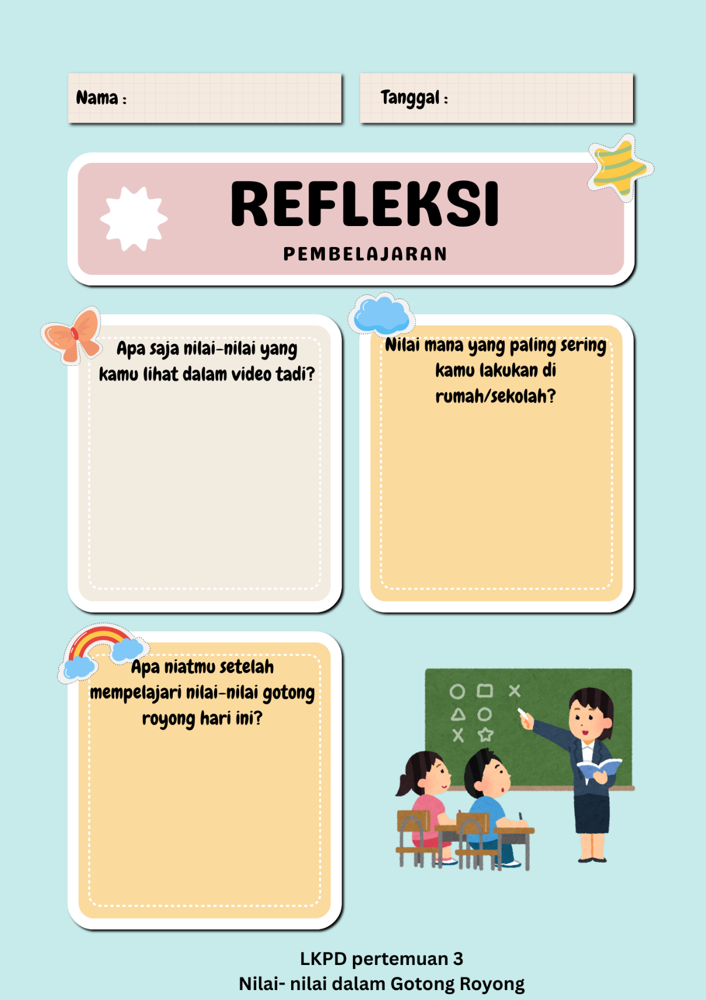 Nama :
Tanggal :
REFLEKSI
PEMBELAJARAN
Apa saja nilai-nilai yang
kamu lihat dalam video tadi?
Nilai mana yang paling sering
kamu lakukan di
rumah/sekolah?
Apa niatmu setelah
mempelajari nilai-nilai gotong
royong hari ini?
LKPD pertemuan 3
Nilai- nilai dalam Gotong Royong